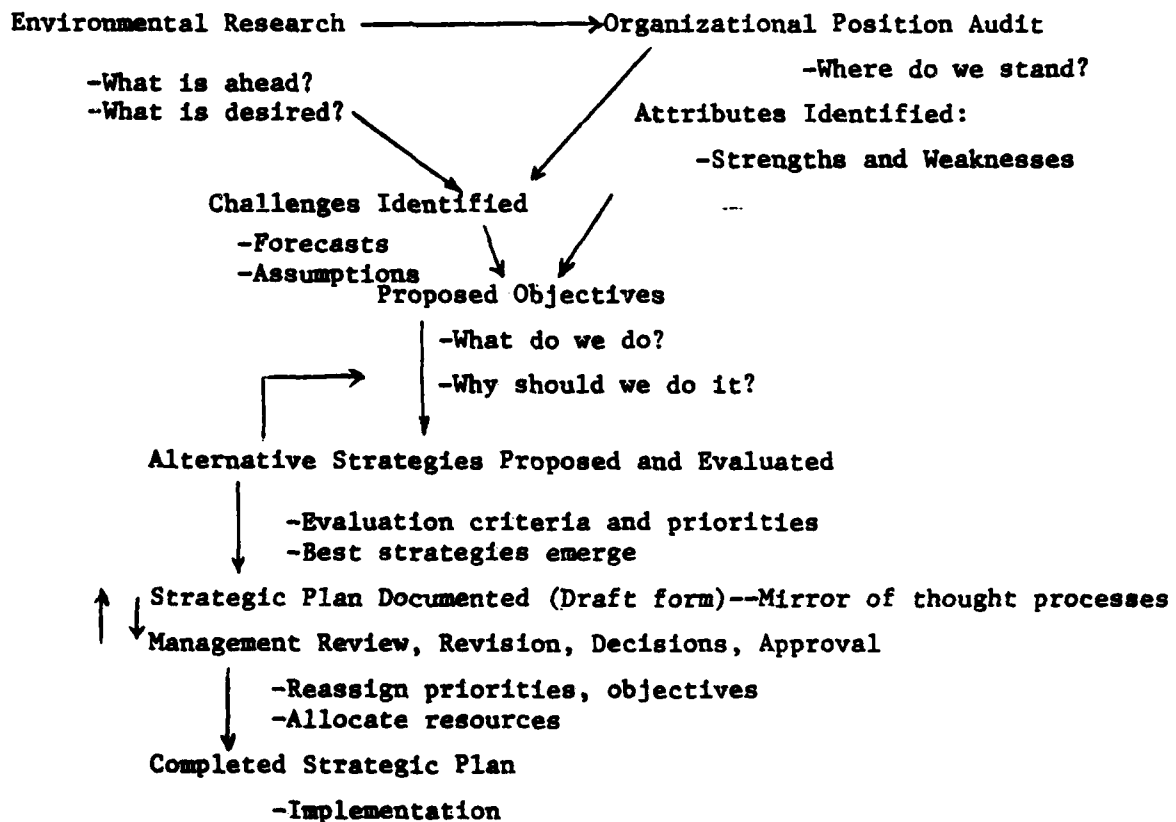 Environmental Research
Organizational Position Audit
-What is ahead?
-What is desired?
-Where do we stand?
Attributes Identified:
-Strengths and Weaknesses
Challenges Identified
-Forecasts
-Assumptions
Proposed Objectives
-What do we do?
-Why should we do it?
Alternative Strategies Proposed and Evaluated
-Evaluation criteria and priorities
-Best strategies emerge
Strategic Plan Documented (Draft form)--Mirror of thought processes
Management Review, Revision, Decisions, Approval
-Reassign priorities, objectives
-Allocate resources
Completed Strategic Plan
-Implementation